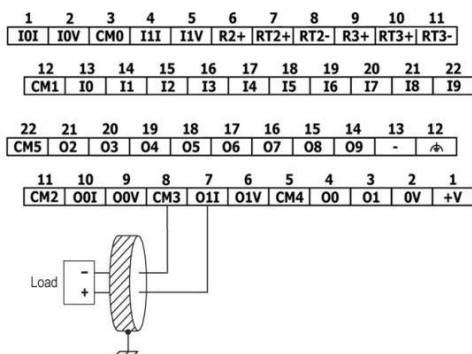 1 2 3 4 5 6 7 8 9 10 11
I0I I0V CM0 I1I I1V R2+ RT2+ RT2- R3+ RT3+ RT3-
12 13 14 15 16 17 18 19 20 21 22
CM1 I0 I1 I2 I3 I4 I5 I6 I7 I8 I9
22 21 20 19 18 17 16 15 14 13 12
CM5 O2 O3 O4 O5 O6 O7 O8 O9 -
11 10 9 8 7 6 5 4 3 2 1
CM2 O0I O0V CM3 O1I O1V CM4 O0 O1 0V +V
Load - +